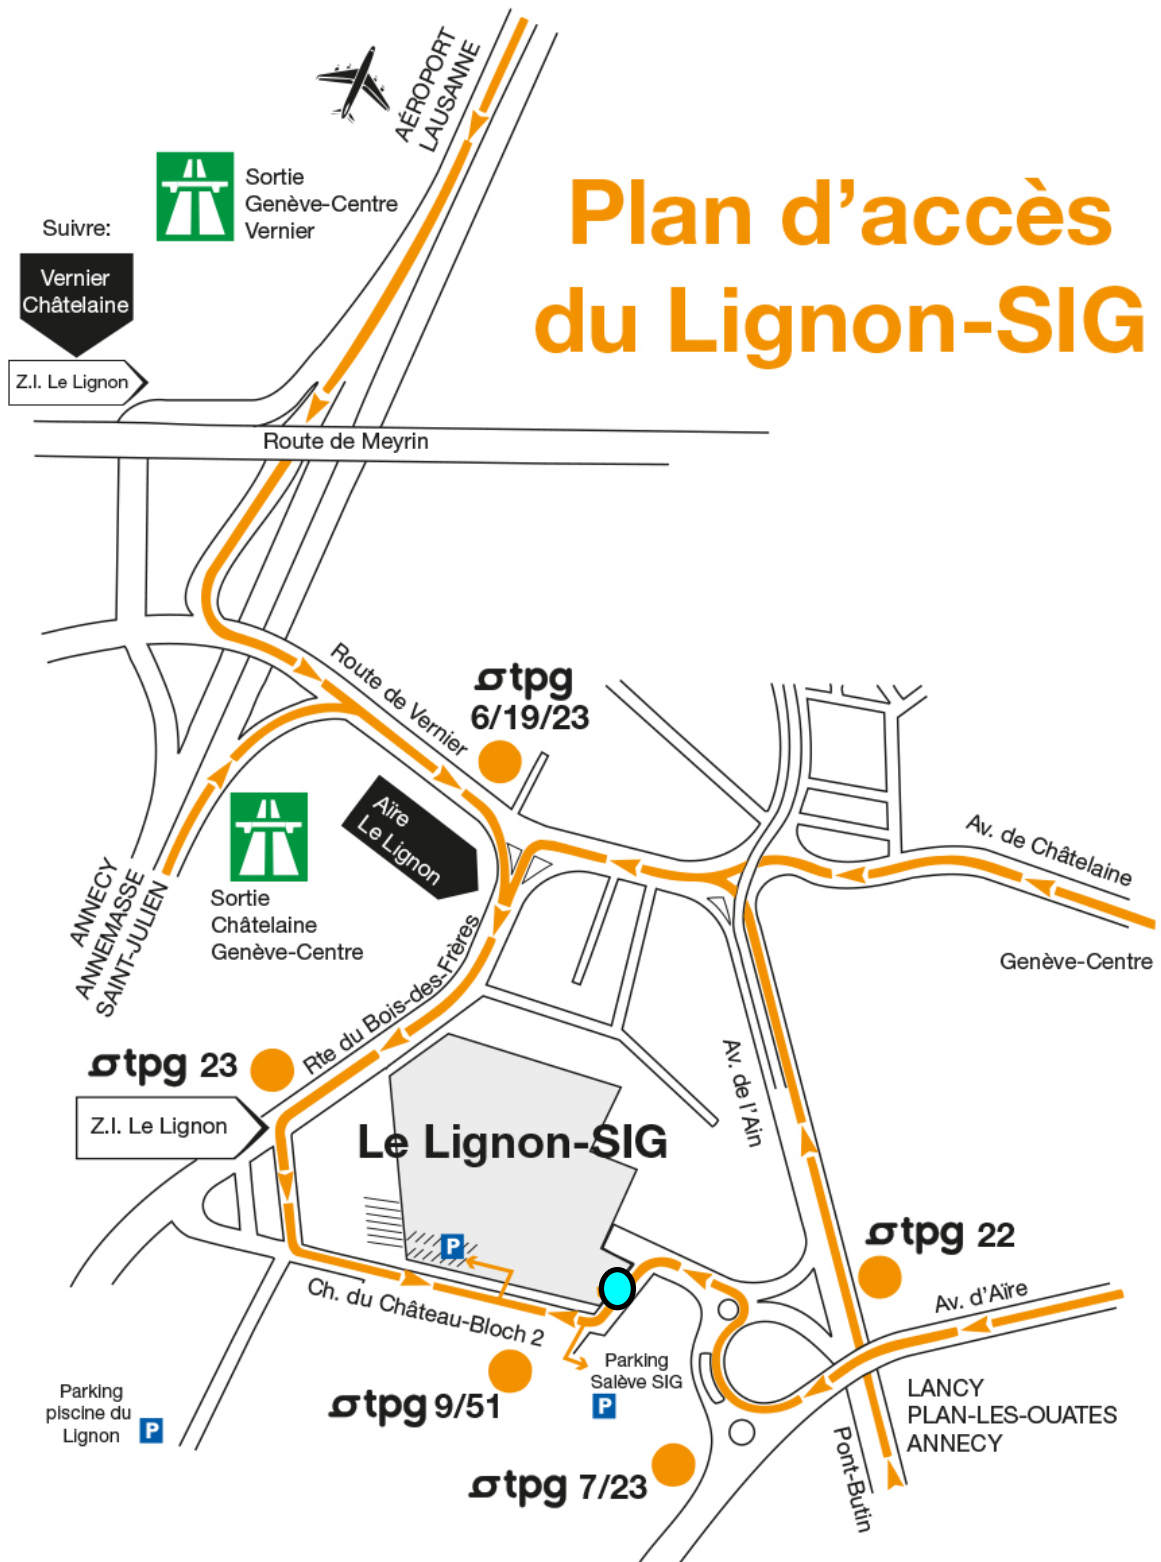 AÉROPORT
LAUSANNE
Sortie
Genève-Centre
Vernier
Plan d’accès
du Lignon-SIG
Suivre:
Vernier
Châtelaine
Z.I. Le Lignon
Route de Meyrin
Route de Vernier
tpg
6/19/23
Aïre
Le Lignon
Av. de Châtelaine
Genève-Centre
ANNECY
ANNEMASSE
SAINT-JULIEN
Sortie
Châtelaine
Genève-Centre
Rte du Bois-des-Frères
tpg 23
Z.I. Le Lignon
Av. de l’Ain
Le Lignon-SIG
P
tpg 22
Av. d’Aïre
Ch. du Château-Bloch 2
Parking
Salève SIG
P
tpg 9/51
Parking
piscine du
Lignon
P
LANCY
PLAN-LES-OUATES
ANNECY
Pont-Butin
tpg 7/23